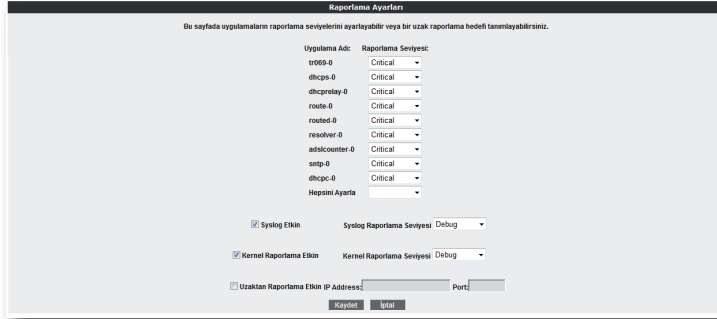 Raporlama Ayarları
Bu sayfada uygulamaların raporlama seviyelerini ayarlayabilir veya bir uzak raporlama hedefi tanımlayabilirsiniz.
Uygulama Adı: Raporlama Seviyesi:
tr069-0 Critical
dhcps-0 Critical
dhcprelay-0 Critical
route-0 Critical
routed-0 Critical
resolver-0 Critical
adslcounter-0 Critical
sntp-0 Critical
dhcpc-0 Critical
Hepsini Ayarla
Syslog Etkin Syslog Raporlama Seviyesi Debug
Kernel Raporlama Etkin Kernel Raporlama Seviyesi Debug
Uzaktan Raporlama Etkin IP Address: Port:
Kaydet İptal